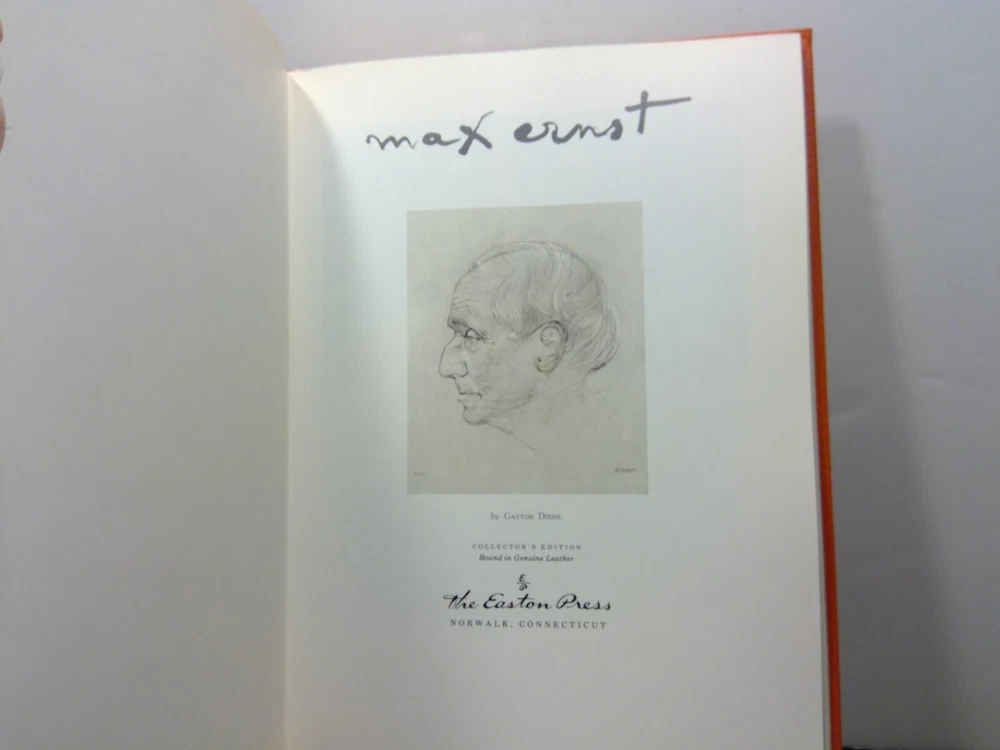 max ernst
by Gaston Diehl
COLLECTOR'S EDITION
Bound in Genuine Leather
E/P
The Easton Press
NORWALK, CONNECTICUT